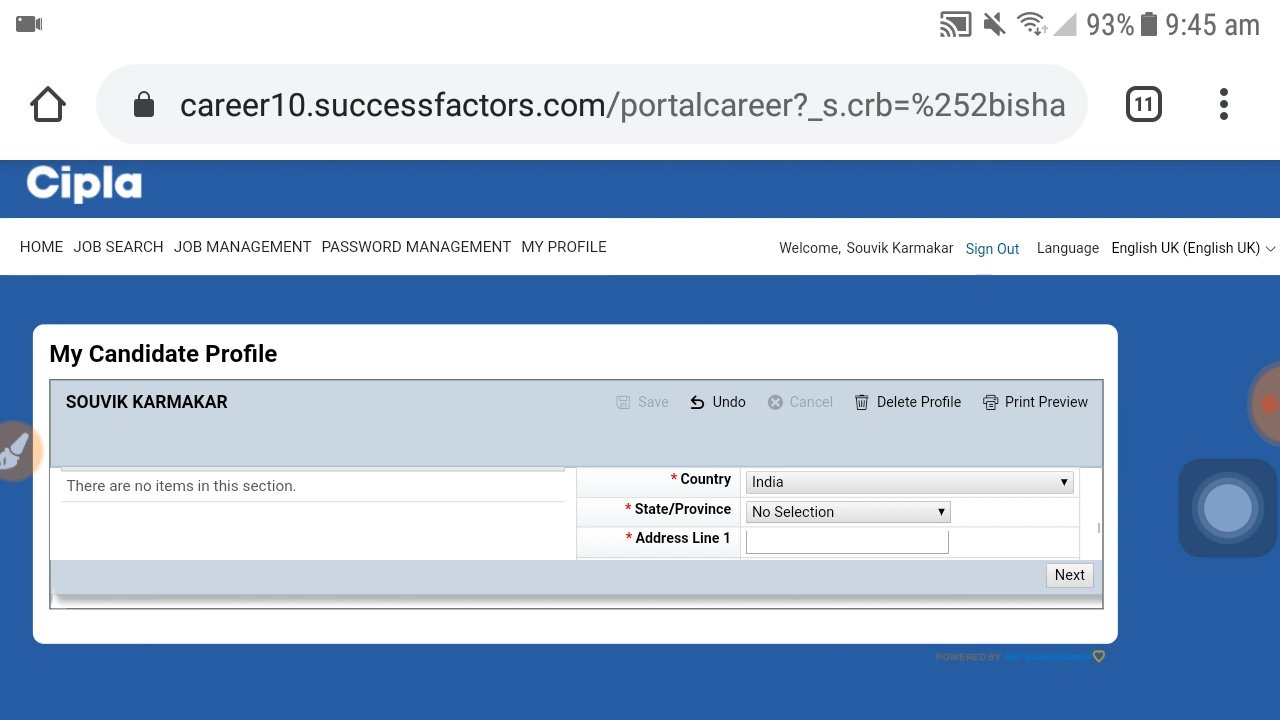 93% 9:45 am
career10.successfactors.com/portalcareer?_s.crb=%252bisha
11
Cipla
HOME JOB SEARCH JOB MANAGEMENT PASSWORD MANAGEMENT MY PROFILE
Welcome, Souvik Karmakar Sign Out Language English UK (English UK)
My Candidate Profile
SOUVIK KARMAKAR
Save Undo Cancel Delete Profile Print Preview
There are no items in this section.
* Country India
* State/Province No Selection
* Address Line 1
Next
POWERED BY